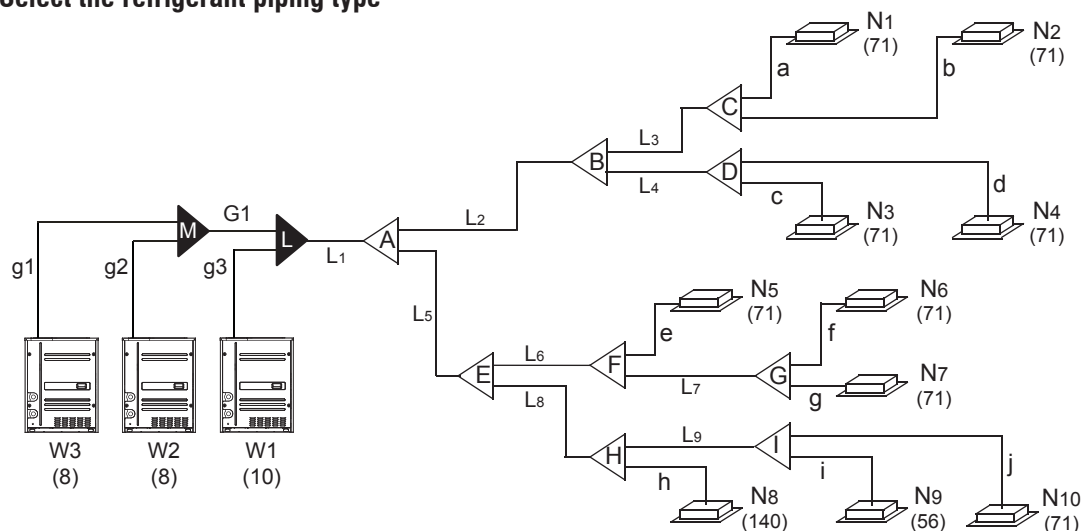 Select the refrigerant piping type
N1
(71)
N2
(71)
a
b
C
L3
B
L4
D
d
c
L2
G1
M
L
A
L1
N3
(71)
N4
(71)
g1
g2
g3
L5
N5
(71)
N6
(71)
e
f
L6
F
E
L7
G
g
N7
(71)
L8
L9
I
H
h
i
j
W3
(8)
W2
(8)
W1
(10)
N8
(140)
N9
(56)
N10
(71)